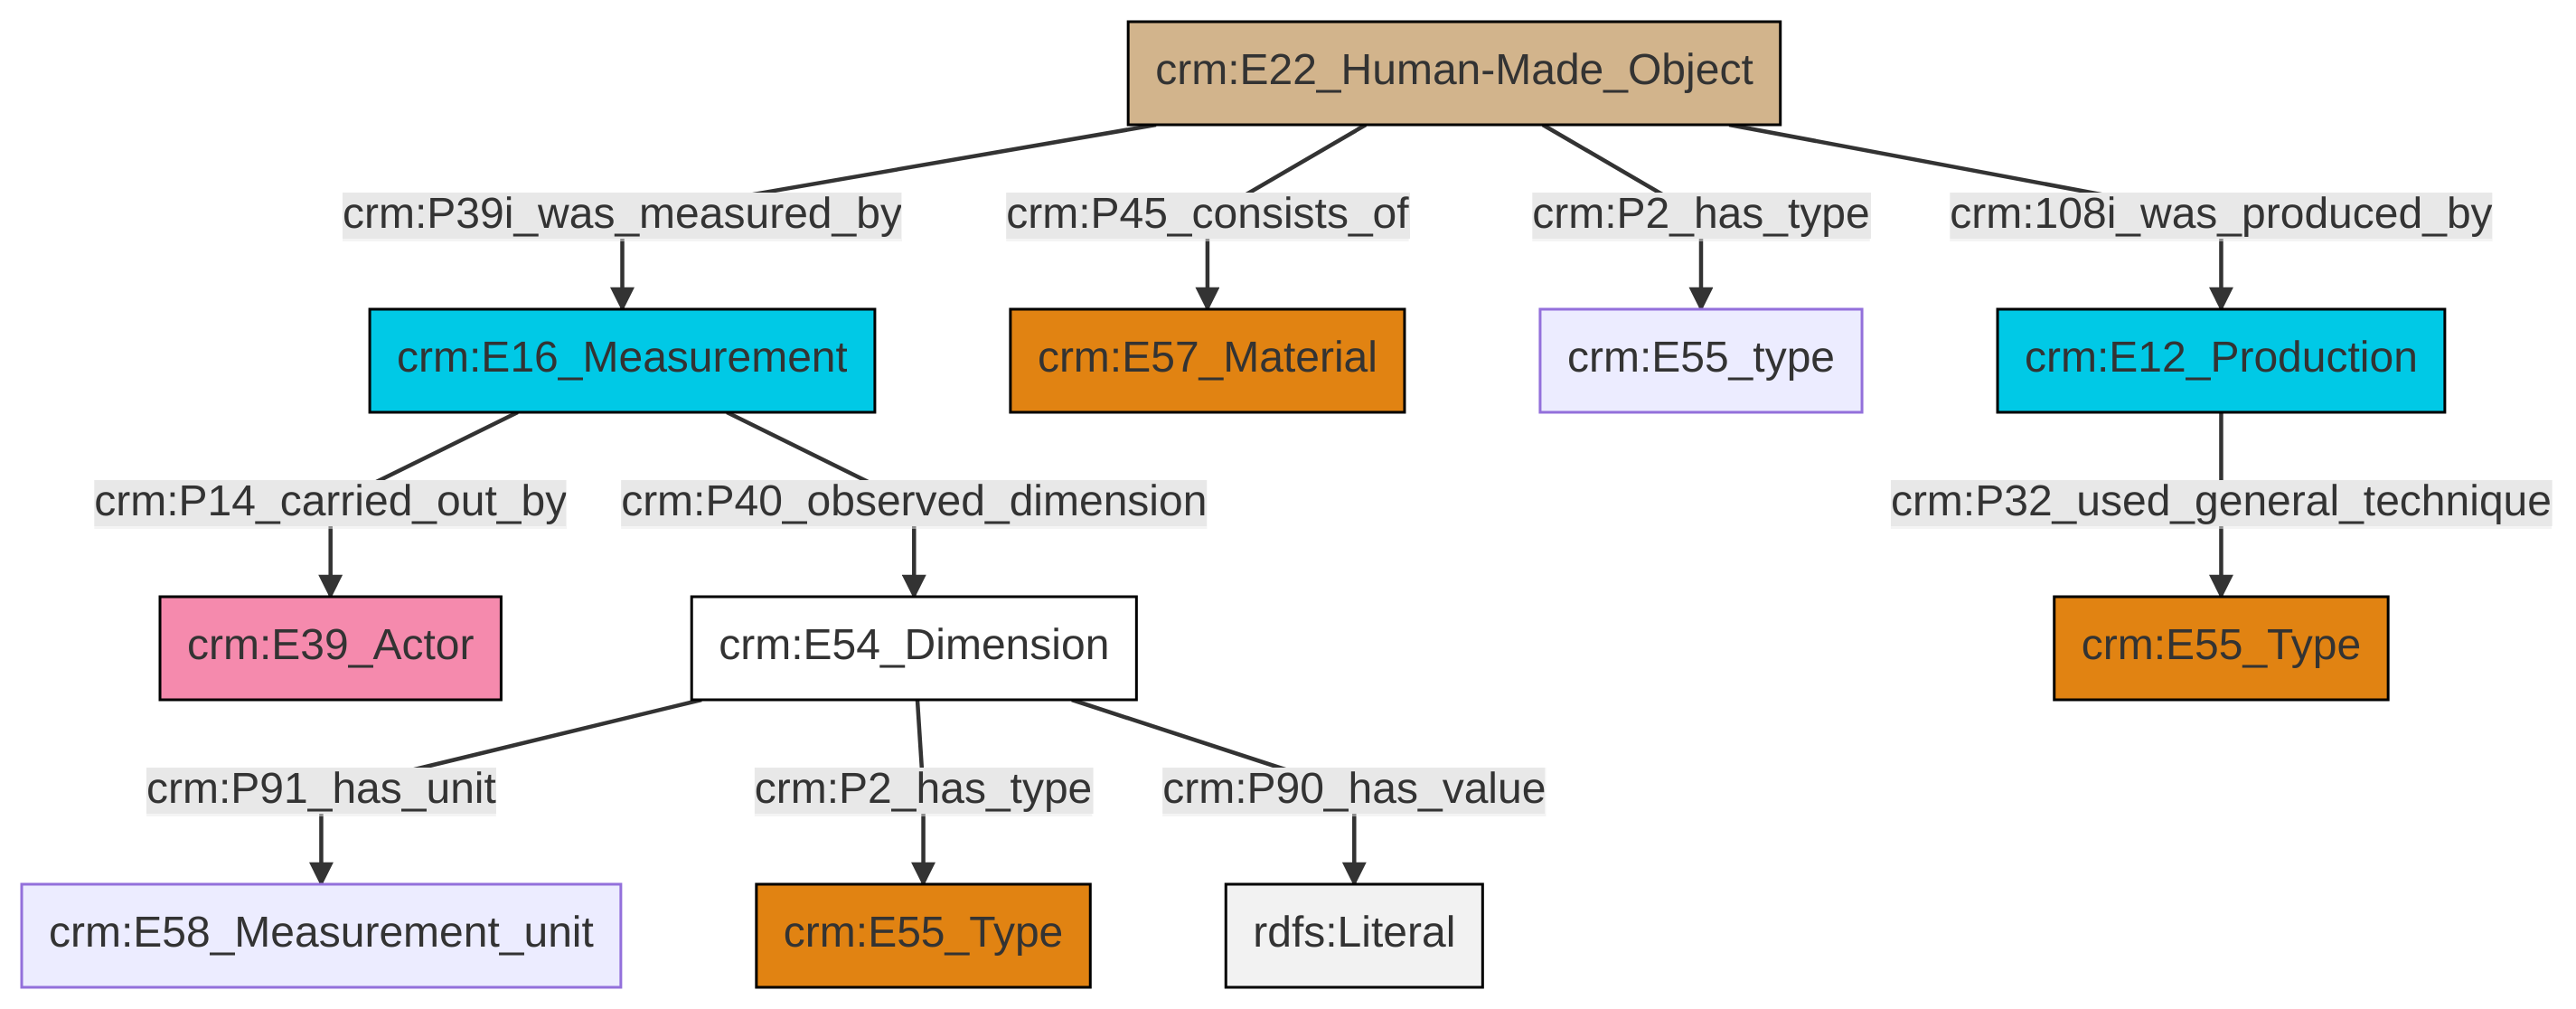 crm:E22_Human-Made_Object
crm:P39i_was_measured_by
crm:P45_consists_of
crm:P2_has_type
crm:108i_was_produced_by
crm:E16_Measurement
crm:E57_Material
crm:E55_type
crm:E12_Production
crm:P14_carried_out_by
crm:P40_observed_dimension
crm:P32_used_general_technique
crm:E39_Actor
crm:E54_Dimension
crm:E55_Type
crm:P91_has_unit
crm:P2_has_type
crm:P90_has_value
crm:E58_Measurement_unit
crm:E55_Type
rdfs:Literal